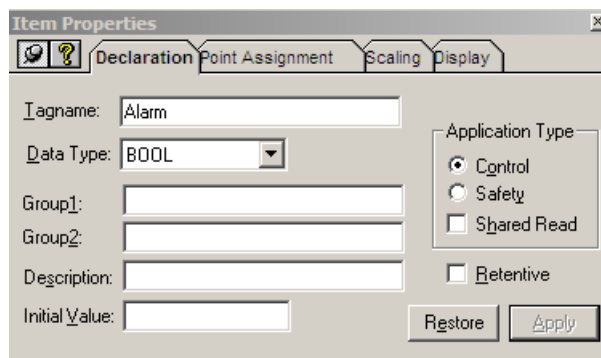 Item Properties
Declaration Point Assignment Scaling Display
Tagname: Alarm
Data Type: BOOL
Group1:
Group2:
Description:
Initial Value:
Application Type
Control
Safety
Shared Read
Retentive
Restore Apply